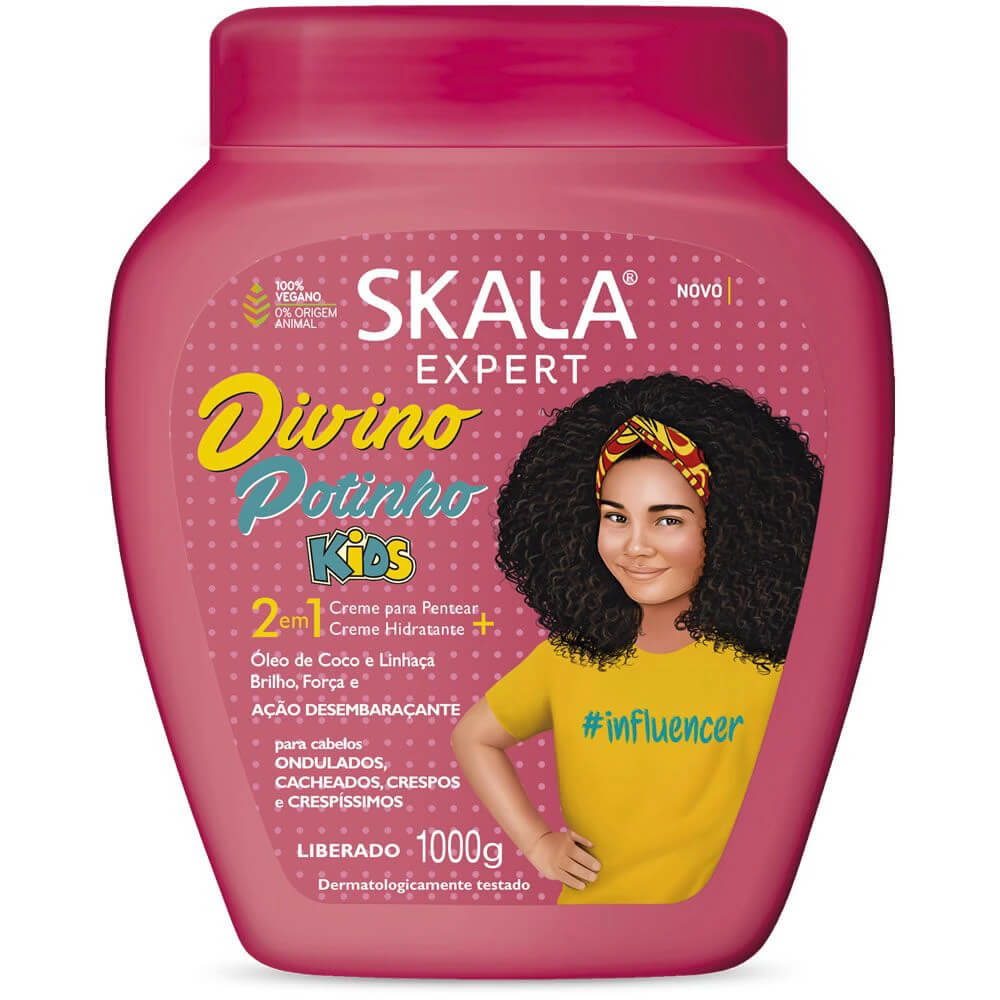 100%
VEGANO
0% ORIGEM
ANIMAL
SKALA®
EXPERT
NOVO
Divino
Potinho
KiDS
2em1 Creme para Pentear
Creme Hidratante +
Óleo de Coco e Linhaça
Brilho, Força e
AÇÃO DESEMBARAÇANTE
para cabelos
ONDULADOS,
CACHEADOS, CRESPOS
e CRESPÍSSIMOS
LIBERADO 1000g
Dermatologicamente testado
#influencer